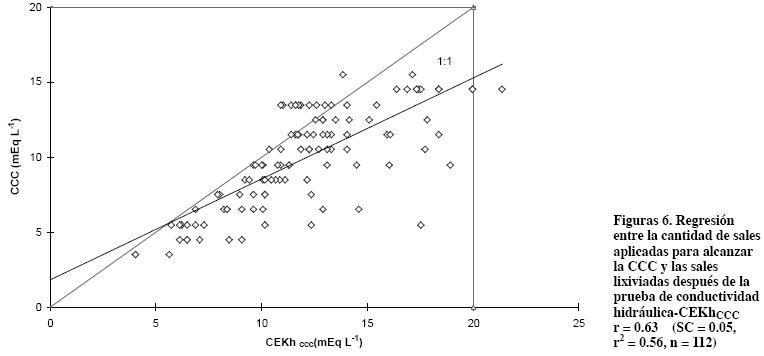 20
15
10
5
0
CCC (mEq L-1)
1:1
0
5
10
15
20
25
CEKh CCC(mEq L-1)
Figuras 6. Regresión
entre la cantidad de sales
aplicadas para alcanzar
la CCC y las sales
lixiviadas después de la
prueba de conductividad
hidráulica-CEKhCCC
r = 0.63 (SC = 0.05,
r2 = 0.56, n = 112)